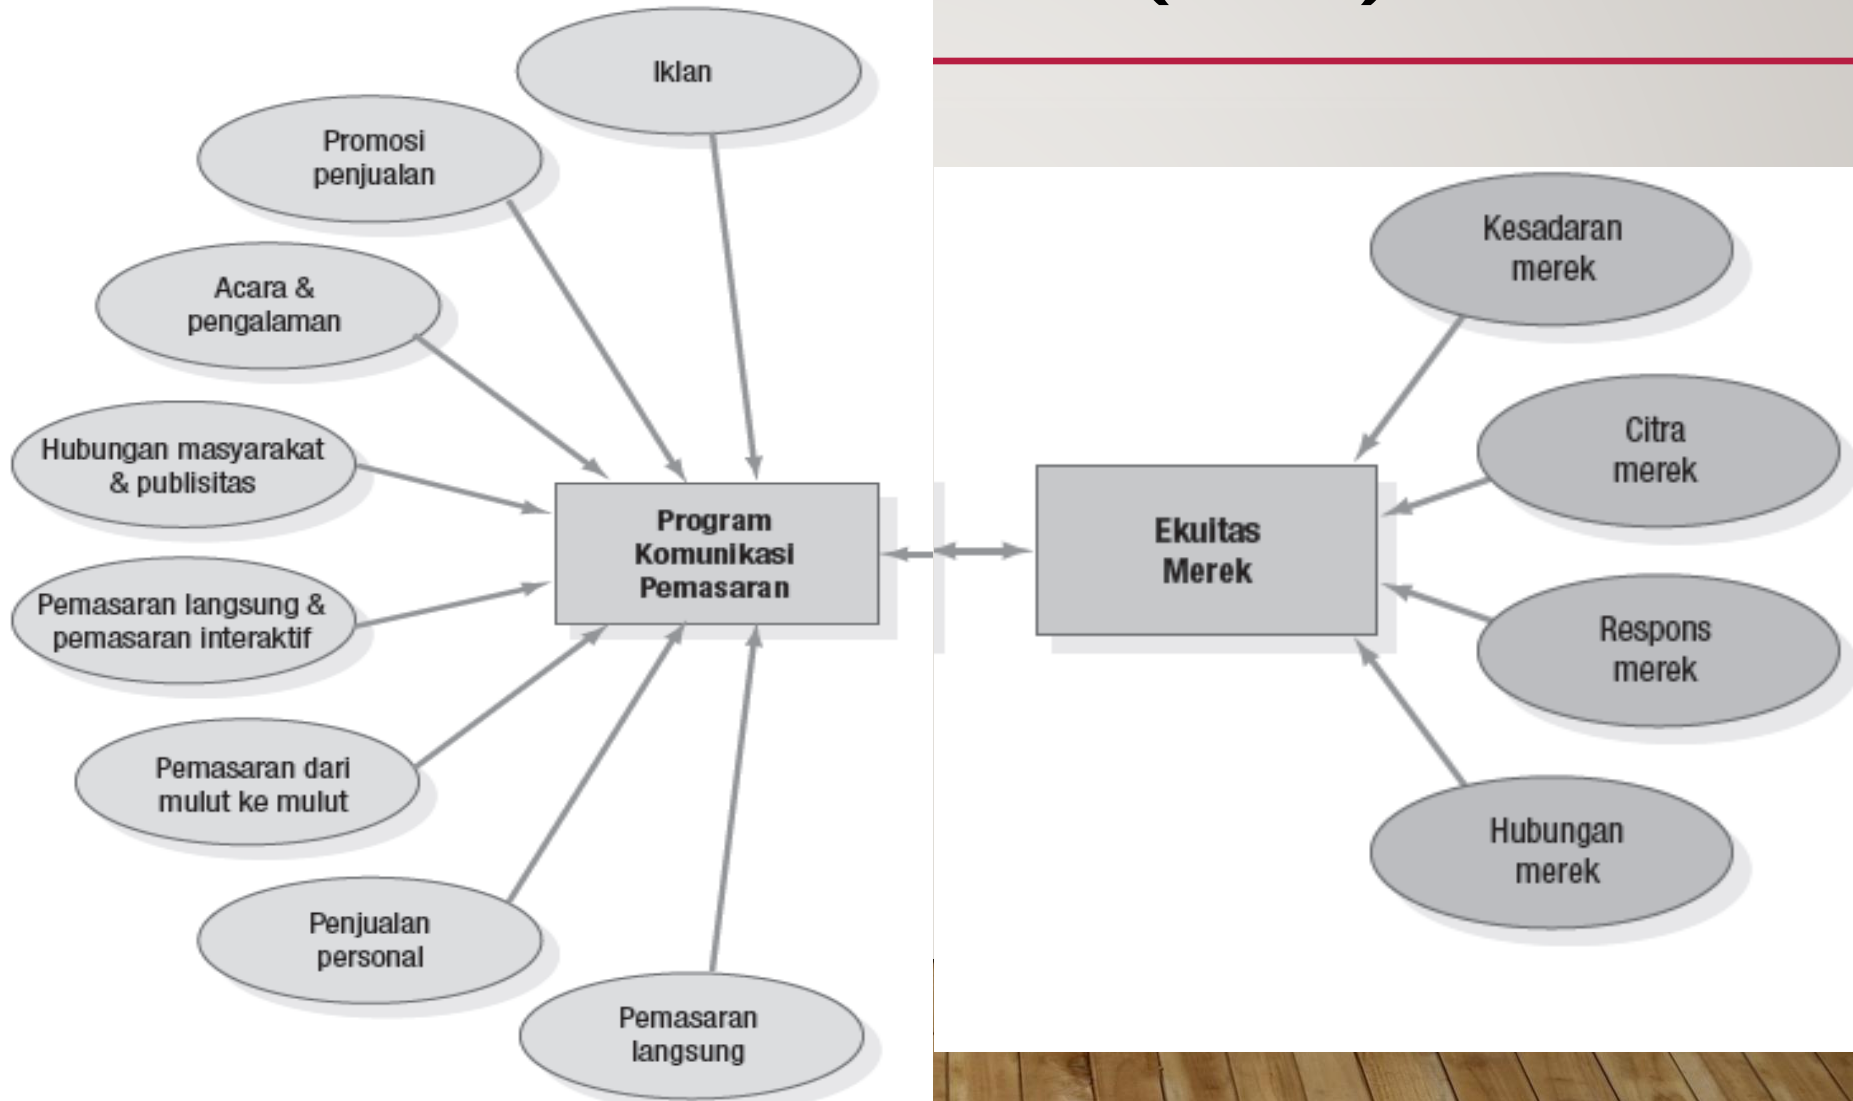 Iklan
Promosi
penjualan
Acara &
pengalaman
Hubungan masyarakat
& publisitas
Pemasaran langsung &
pemasaran interaktif
Pemasaran dari
mulut ke mulut
Penjualan
personal
Pemasaran
langsung
Program
Komunikasi
Pemasaran
Ekuitas
Merek
Kesadaran
merek
Citra
merek
Respons
merek
Hubungan
merek